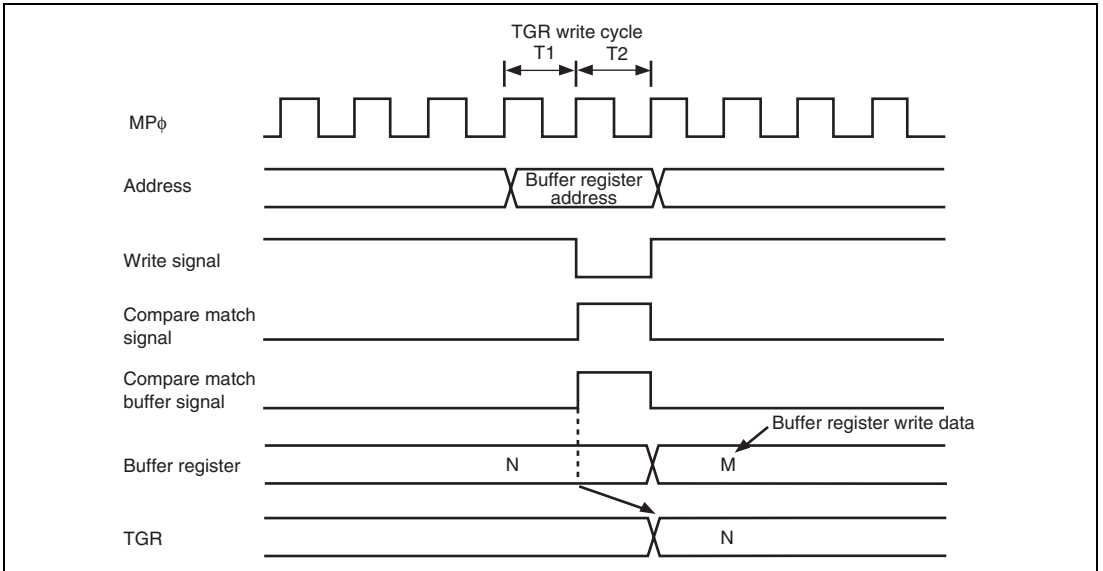 TGR write cycle
T1 T2
MPϕ
Address
Buffer register
address
Write signal
Compare match
signal
Compare match
buffer signal
Buffer register write data
Buffer register N M
TGR N